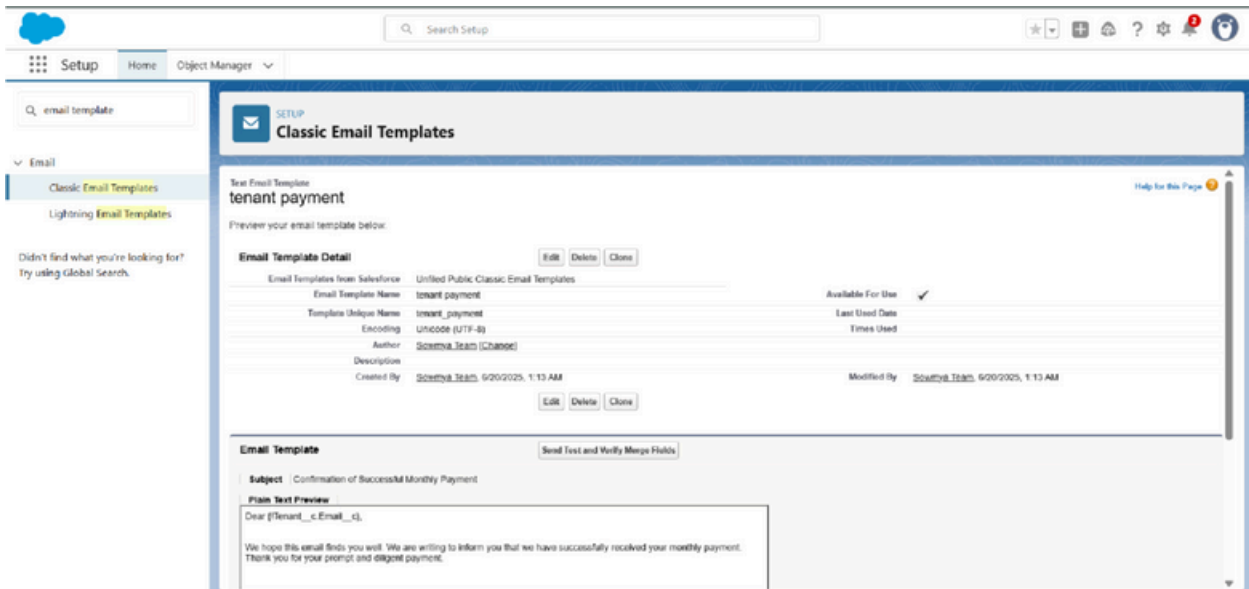 Search Setup
2
Setup
Home
Object Manager
email template
Email
Classic Email Templates
Lightning Email Templates
Didn't find what you're looking for?
Try using Global Search.
SETUP
Classic Email Templates
Text Email Template
tenant payment
Help for this Page
Preview your email template below.
Email Template Detail
Edit Delete Clone
Email Templates from Salesforce Unfiled Public Classic Email Templates
Email Template Name tenant payment Available For Use
Template Unique Name tenant_payment Last Used Date
Encoding Unicode (UTF-8) Times Used
Author Sowmya Team [Change]
Description
Created By Sowmya Team, 6/20/2025, 1:13 AM Modified By Sowmya Team, 6/20/2025, 1:13 AM
Edit Delete Clone
Email Template
Send Test and Verify Merge Fields
Subject Confirmation of Successful Monthly Payment
Plain Text Preview
Dear {!Tenant__c.Email__c},
We hope this email finds you well. We are writing to inform you that we have successfully received your monthly payment.
Thank you for your prompt and diligent payment.